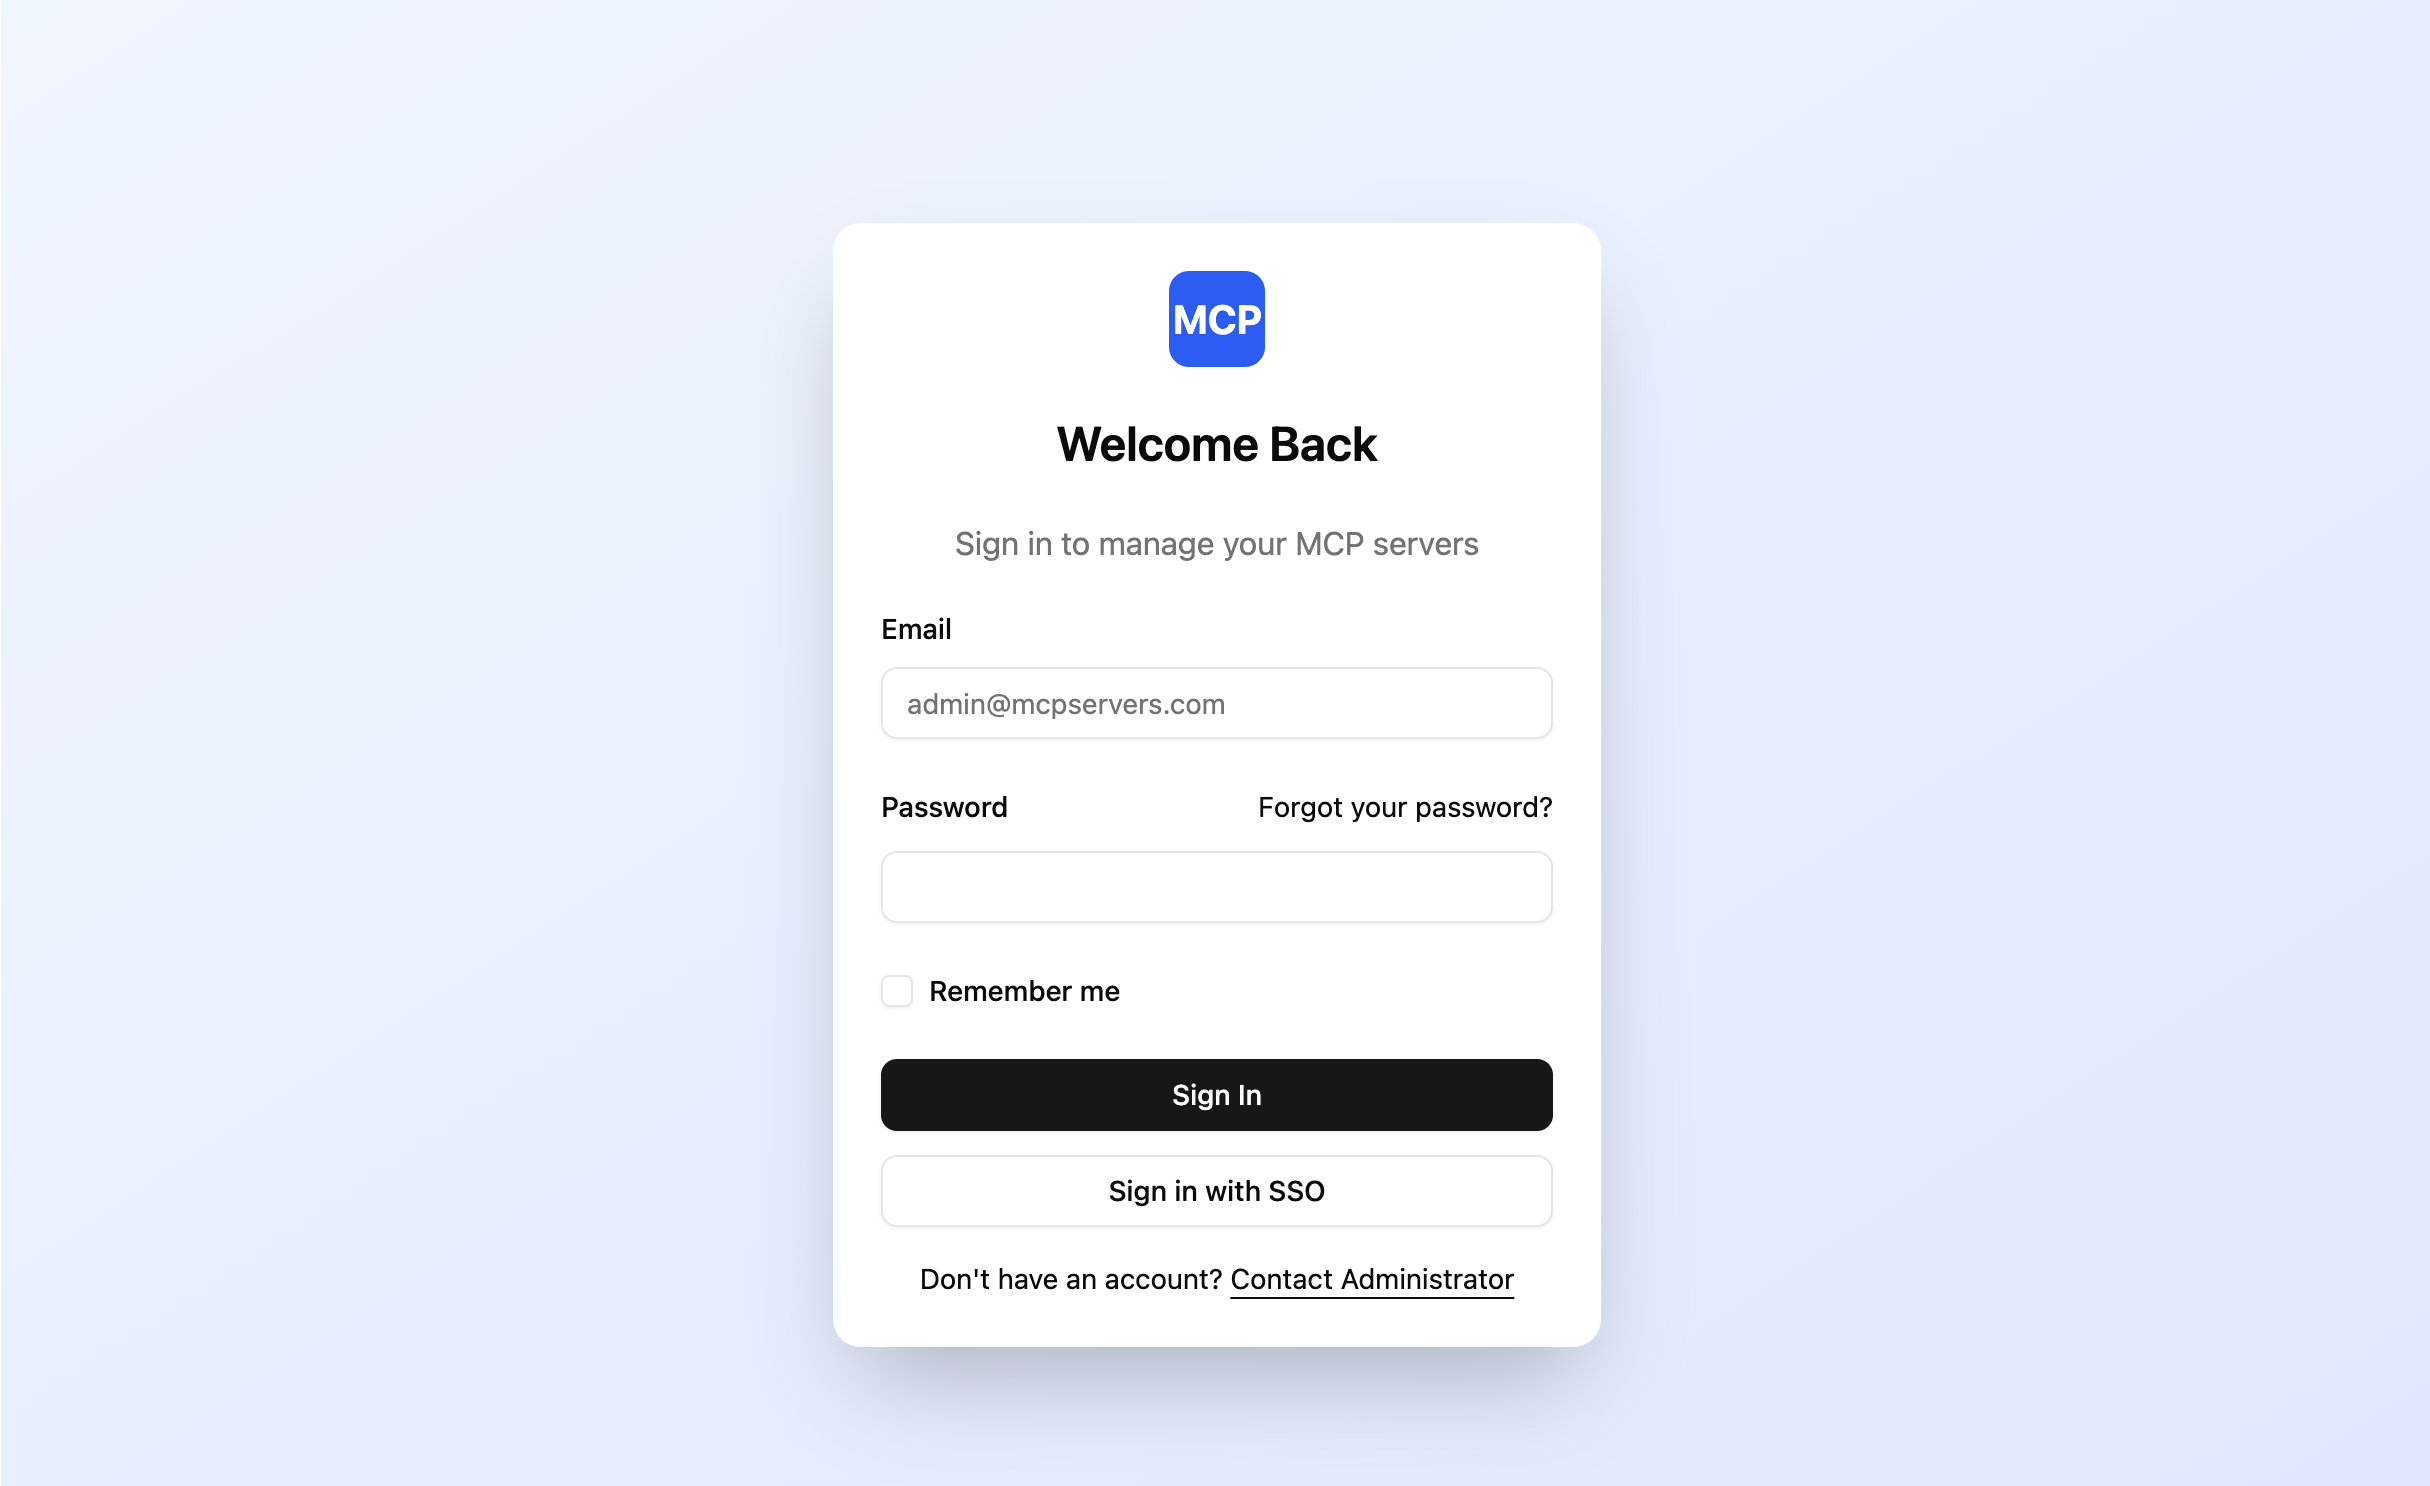 MCP
Welcome Back
Sign in to manage your MCP servers
Email
admin@mcpservers.com
Password
Forgot your password?
Remember me
Sign In
Sign in with SSO
Don't have an account? Contact Administrator